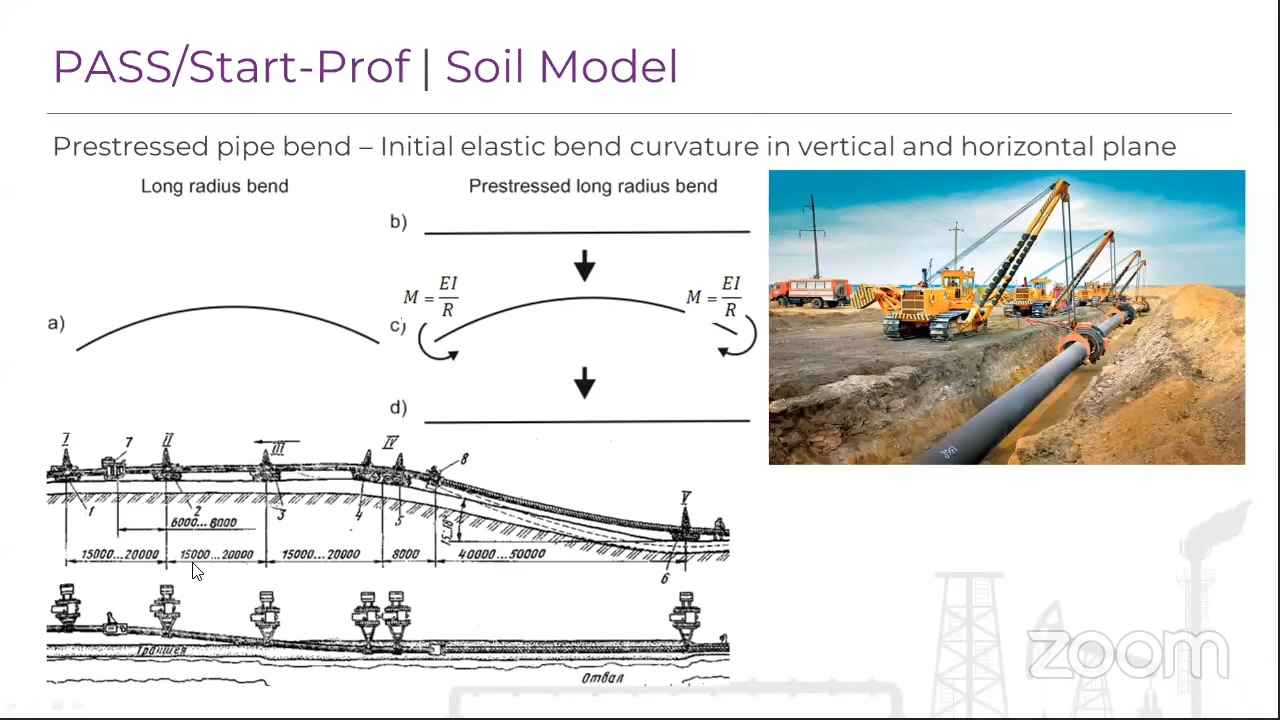 PASS/Start-Prof | Soil Model
Prestressed pipe bend – Initial elastic bend curvature in vertical and horizontal plane
Long radius bend
Prestressed long radius bend
a)
b)
M = EI/R
M = EI/R
c)
d)
I
7
II
III
IV
8
V
1
2
3
4
5
6000...8000
15000...20000
15000...20000
15000...20000
8000
40000...50000
6
Траншея
Отвал
zoom